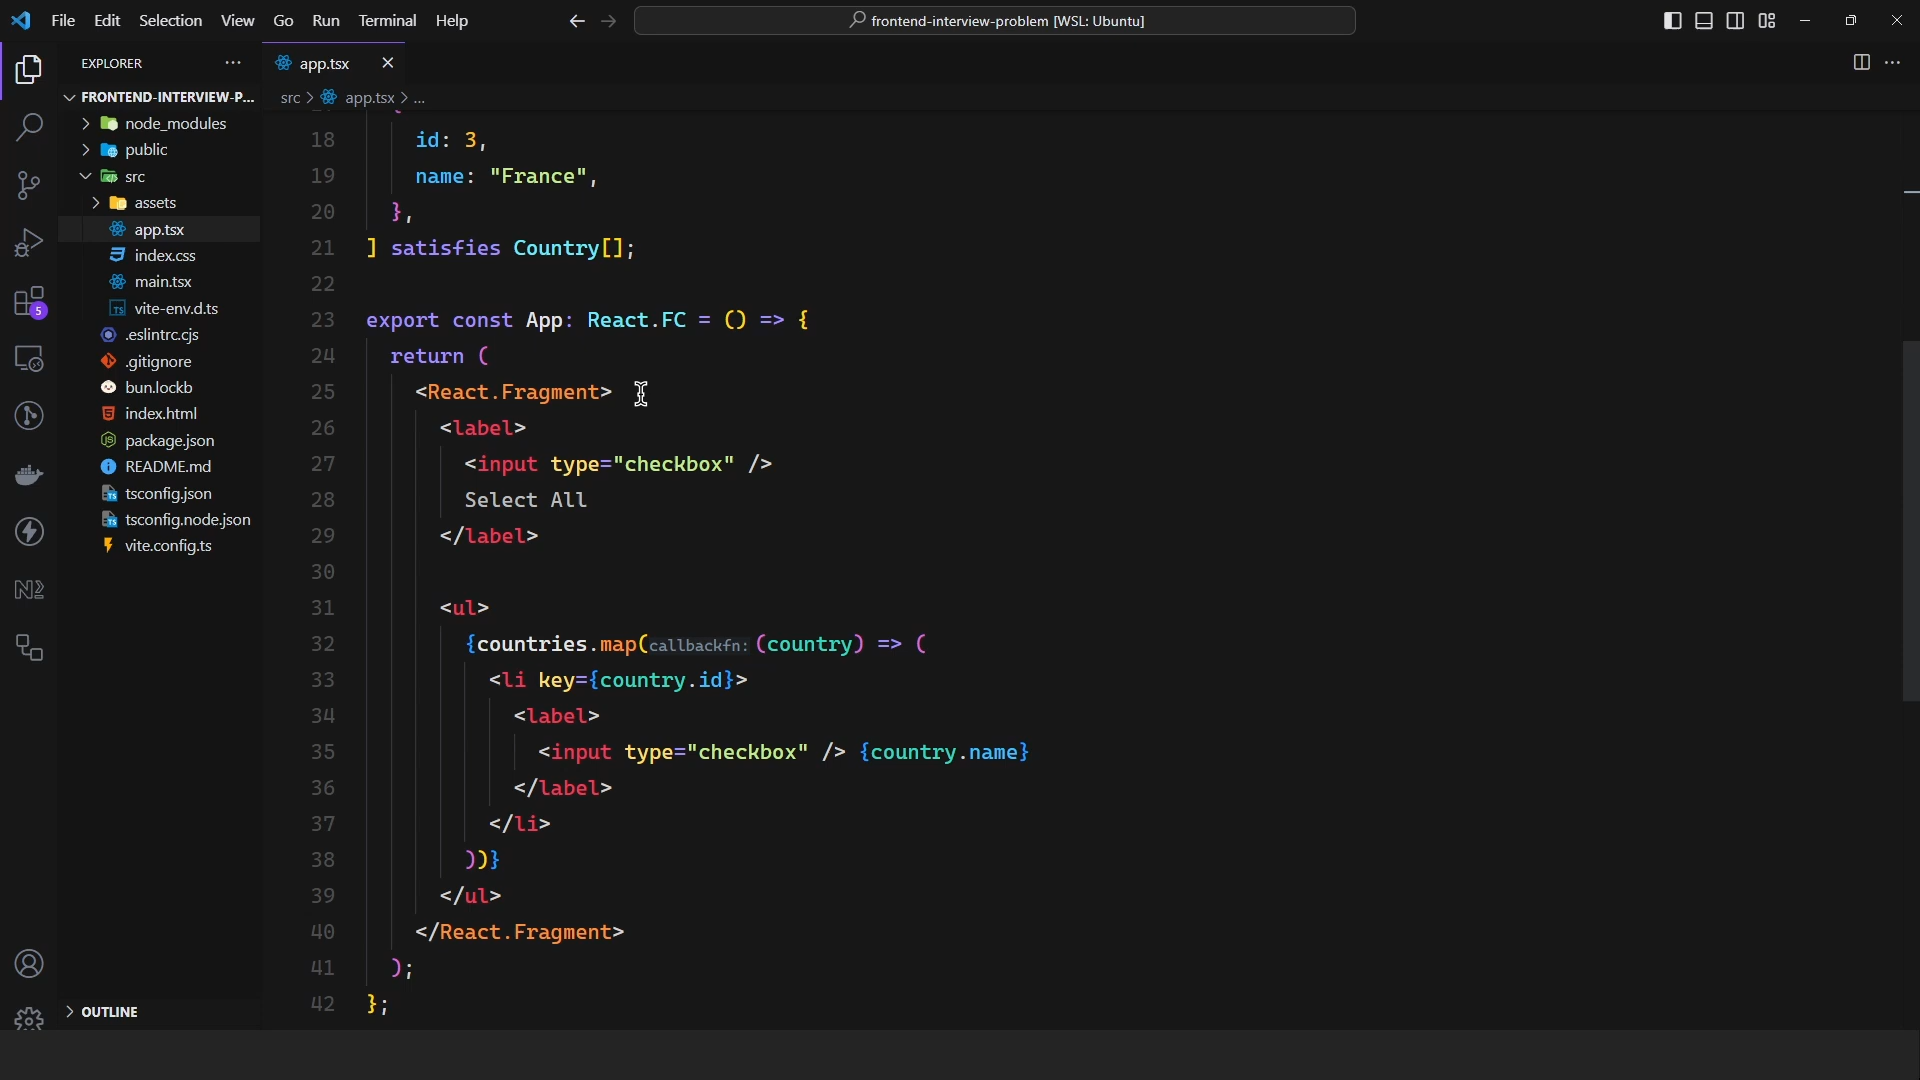 File Edit Selection View Go Run Terminal Help
frontend-interview-problem [WSL: Ubuntu]
EXPLORER
app.tsx
FRONTEND-INTERVIEW-P...
src > app.tsx > ...
node_modules
public
src
assets
app.tsx
index.css
main.tsx
vite-env.d.ts
.eslintrc.cjs
.gitignore
bun.lockb
index.html
package.json
README.md
tsconfig.json
tsconfig.node.json
vite.config.ts
OUTLINE
5
18 id: 3,
19 name: "France",
20 },
21 ] satisfies Country[];
22
23 export const App: React.FC = () => {
24 return (
25 <React.Fragment>
26 <label>
27 <input type="checkbox" />
28 Select All
29 </label>
30
31 <ul>
32 {countries.map(callbackfn: (country) => (
33 <li key={country.id}>
34 <label>
35 <input type="checkbox" /> {country.name}
36 </label>
37 </li>
38 ))}
39 </ul>
40 </React.Fragment>
41 );
42 };